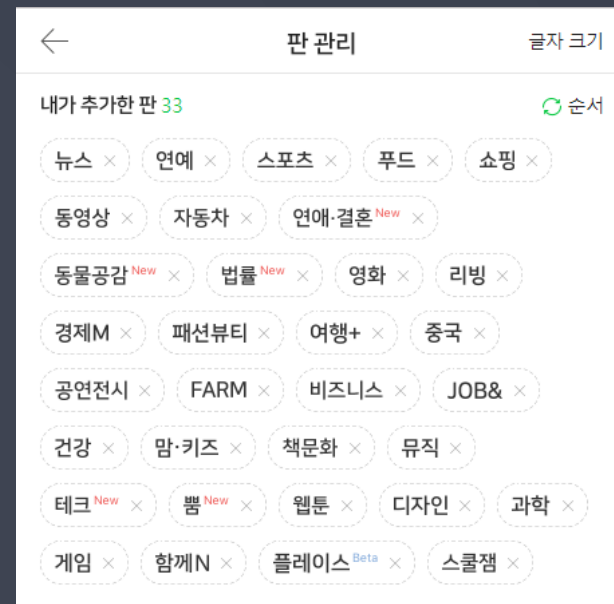 판 관리 글자 크기
내가 추가한 판 33 순서
뉴스 × 연예 × 스포츠 × 푸드 × 쇼핑 ×
동영상 × 자동차 × 연애·결혼 New ×
동물공감 New × 법률 New × 영화 × 리빙 ×
경제M × 패션뷰티 × 여행+ × 중국 ×
공연전시 × FARM × 비즈니스 × JOB& ×
건강 × 맘·키즈 × 책문화 × 뮤직 ×
테크 New × 뿜 New × 웹툰 × 디자인 × 과학 ×
게임 × 함께N × 플레이스 Beta × 스쿨잼 ×